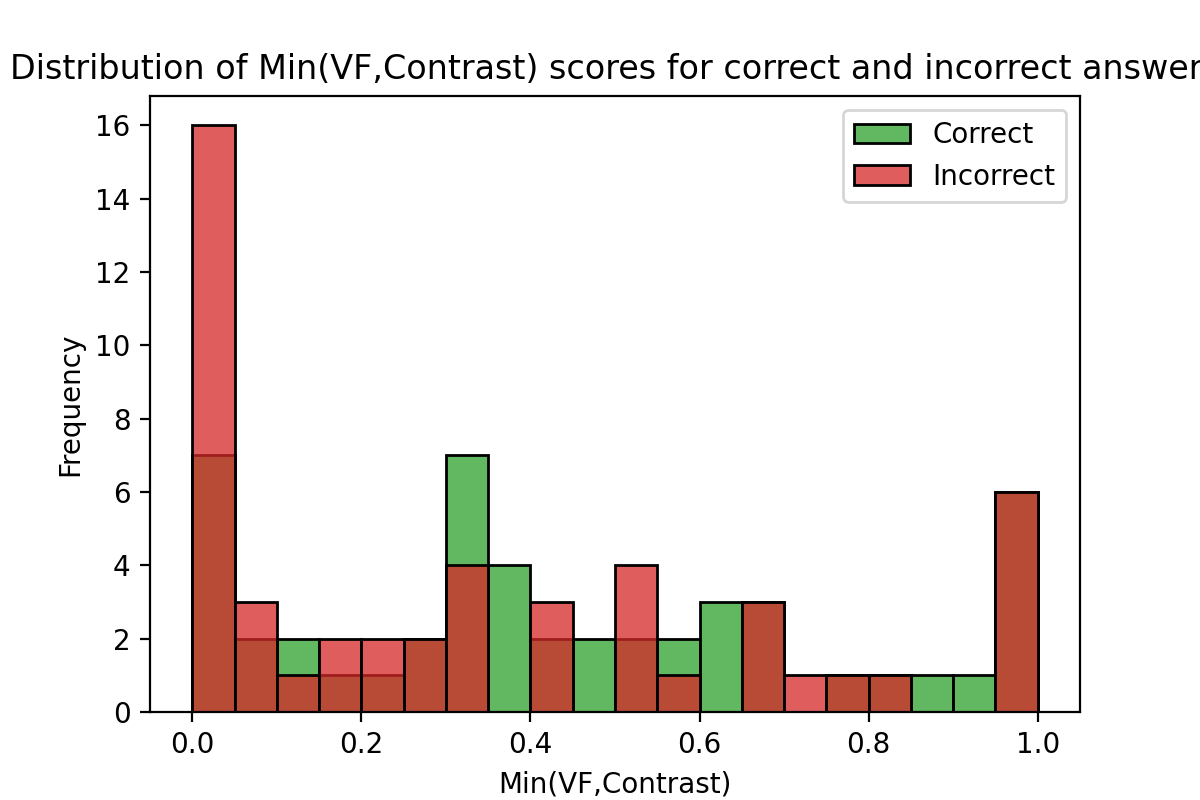 Distribution of Min(VF,Contrast) scores for correct and incorrect answer
Correct
Incorrect
16
14
12
10
8
6
4
2
0
Frequency
0.0 0.2 0.4 0.6 0.8 1.0
Min(VF,Contrast)